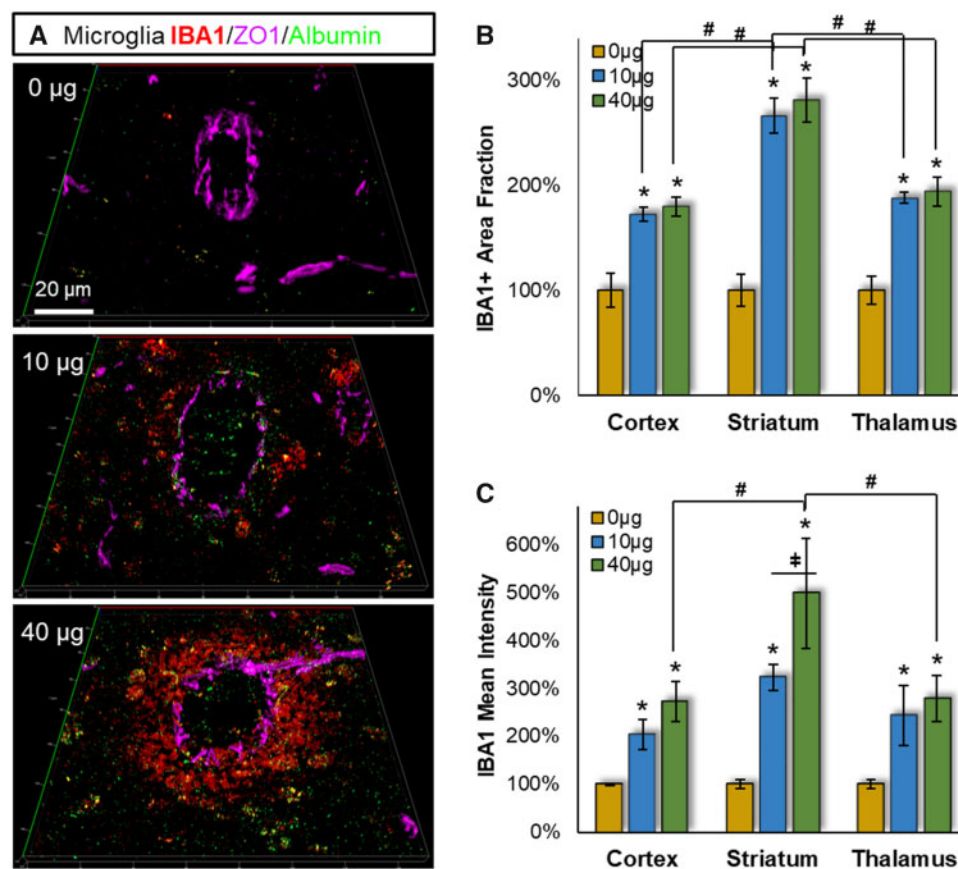 A Microglia IBA1/ZO1/Albumin
0 µg
20 µm
10 µg
40 µg
B
# #
# #
0µg
10µg
40µg
IBA1+ Area Fraction
300%
200%
100%
0%
* * * * * *
Cortex Striatum Thalamus
C
# #
0µg
10µg
40µg
IBA1 Mean Intensity
600%
500%
400%
300%
200%
100%
0%
* * * ‡ * * *
Cortex Striatum Thalamus